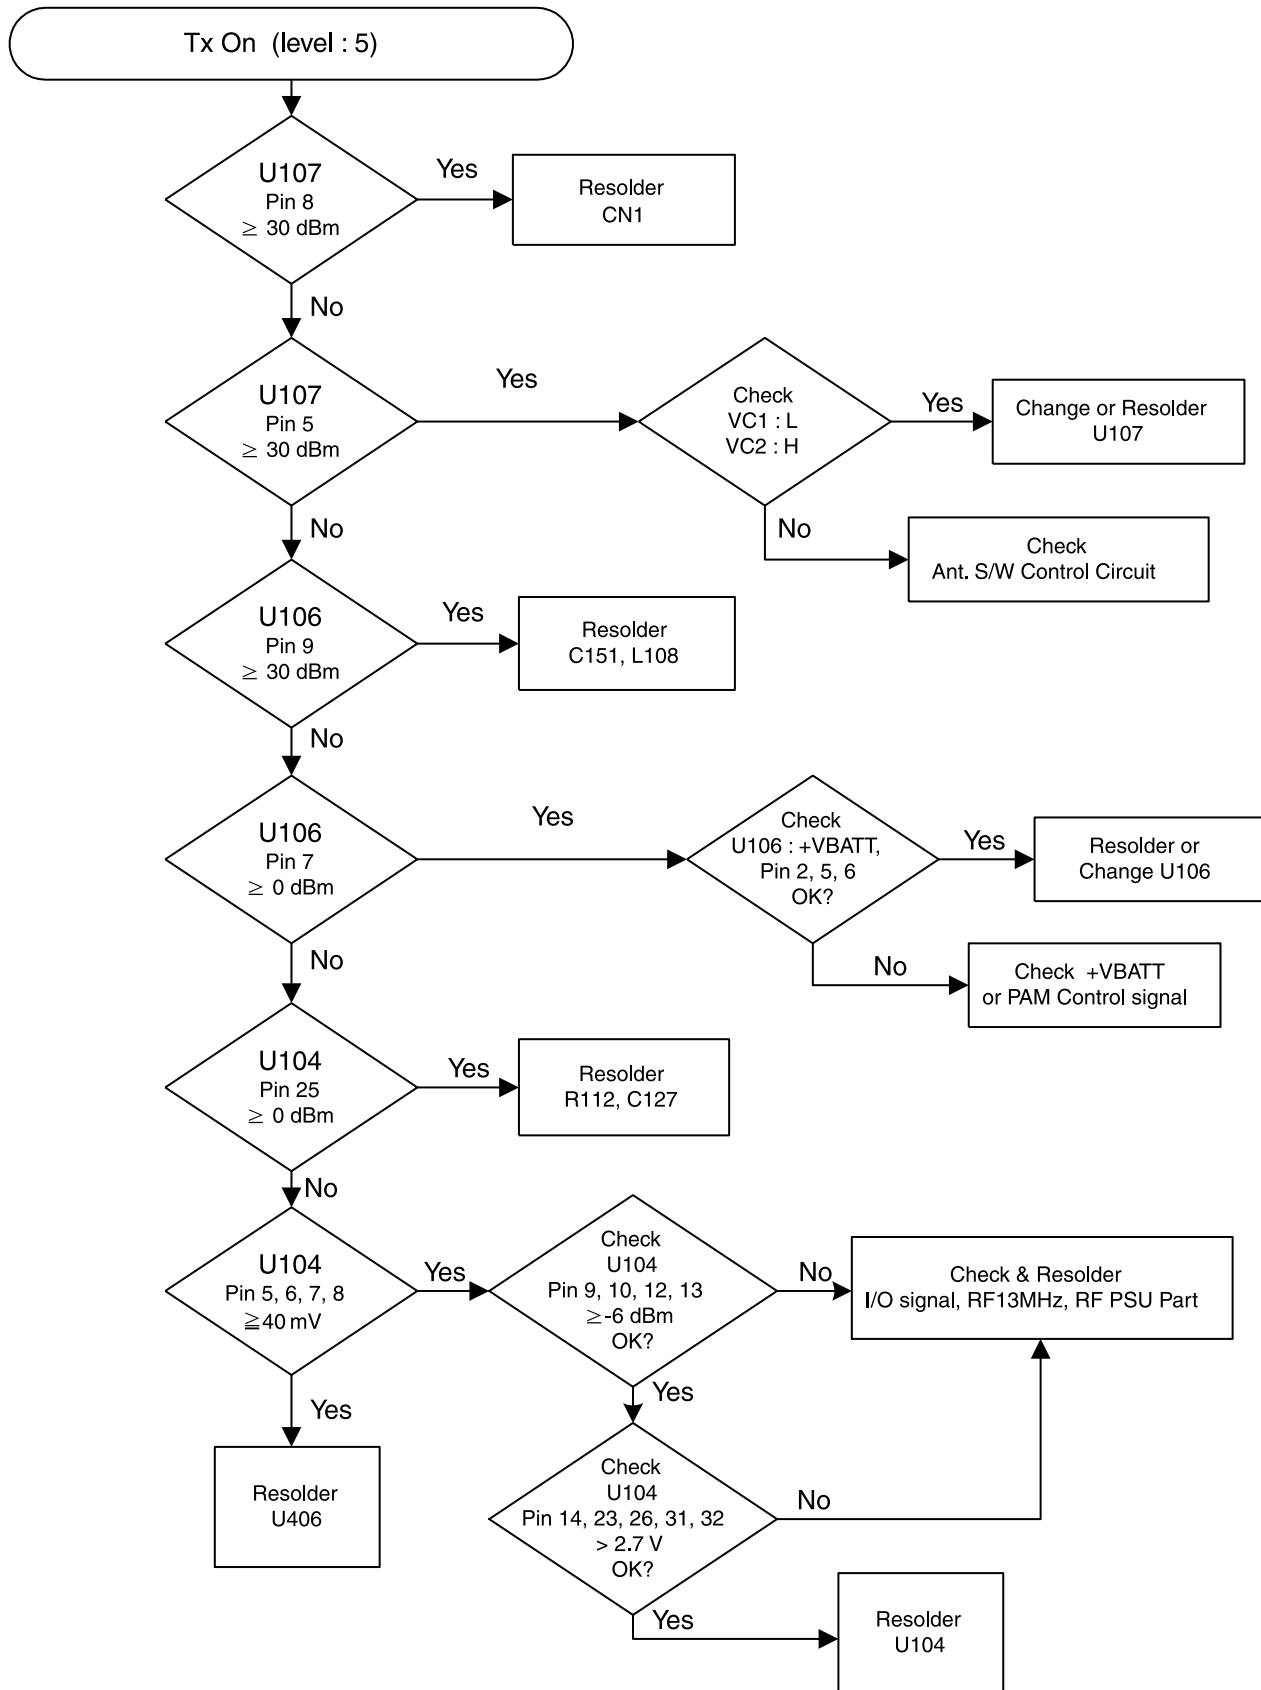 Tx On (level : 5)
U107
Pin 8
≥ 30 dBm
Yes
Resolder
CN1
No
U107
Pin 5
≥ 30 dBm
Yes
Check
VC1 : L
VC2 : H
Yes
Change or Resolder
U107
No
No
Check
Ant. S/W Control Circuit
U106
Pin 9
≥ 30 dBm
Yes
Resolder
C151, L108
No
U106
Pin 7
≥ 0 dBm
Yes
Check
U106 : +VBATT,
Pin 2, 5, 6
OK?
Yes
Resolder or
Change U106
No
No
Check +VBATT
or PAM Control signal
U104
Pin 25
≥ 0 dBm
Yes
Resolder
R112, C127
No
U104
Pin 5, 6, 7, 8
≧40 mV
Yes
Check
U104
Pin 9, 10, 12, 13
≥-6 dBm
OK?
No
Check & Resolder
I/O signal, RF13MHz, RF PSU Part
Yes
Yes
Resolder
U406
Check
U104
Pin 14, 23, 26, 31, 32
> 2.7 V
OK?
No
Yes
Resolder
U104